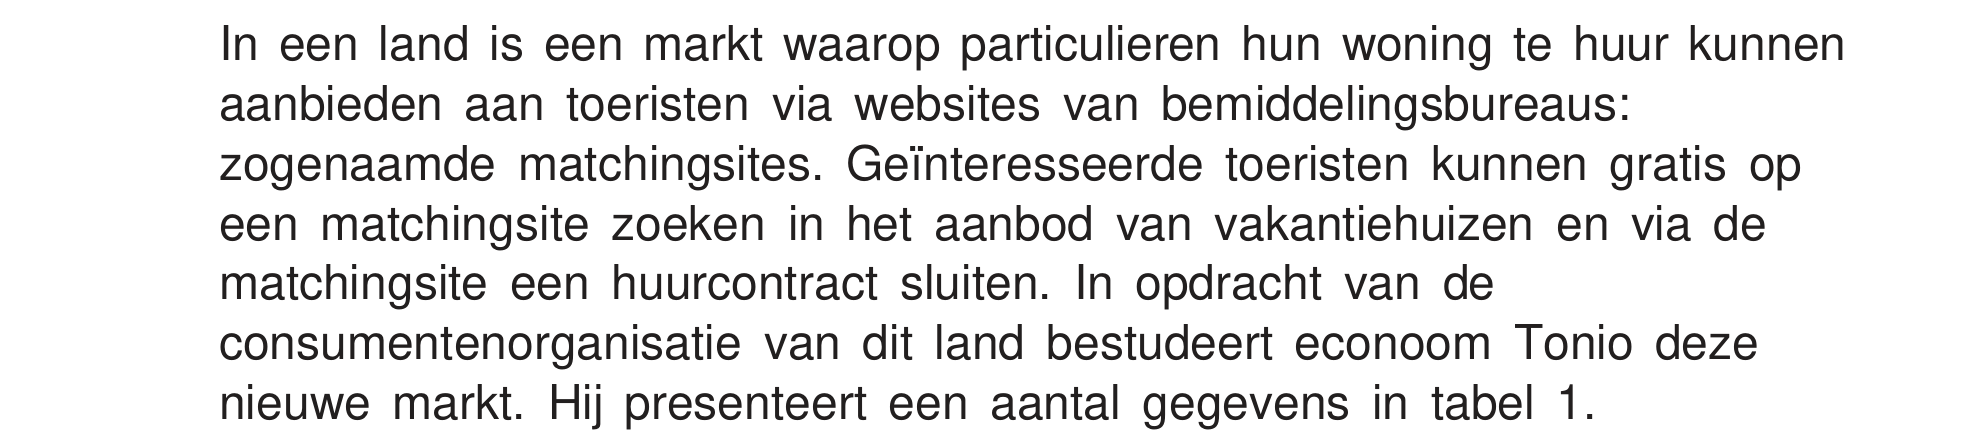 In een land is een markt waarop particulieren hun woning te huur kunnen
aanbieden aan toeristen via websites van bemiddelingsbureaus:
zogenaamde matchingsites. Geïnteresseerde toeristen kunnen gratis op
een matchingsite zoeken in het aanbod van vakantiehuizen en via de
matchingsite een huurcontract sluiten. In opdracht van de
consumentenorganisatie van dit land bestudeert econoom Tonio deze
nieuwe markt. Hij presenteert een aantal gegevens in tabel 1.